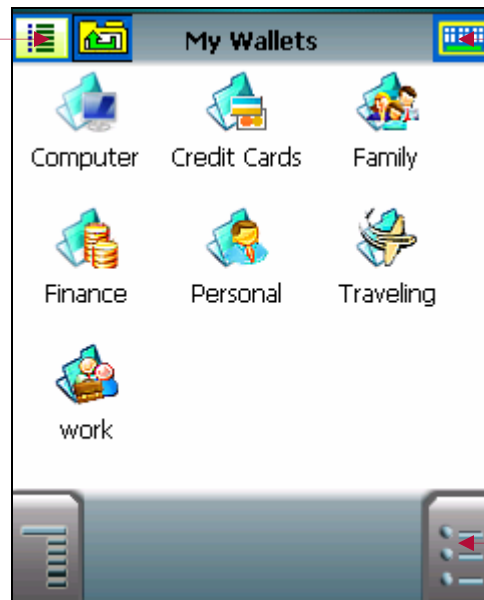 My Wallets
Computer Credit Cards Family
Finance Personal Traveling
work